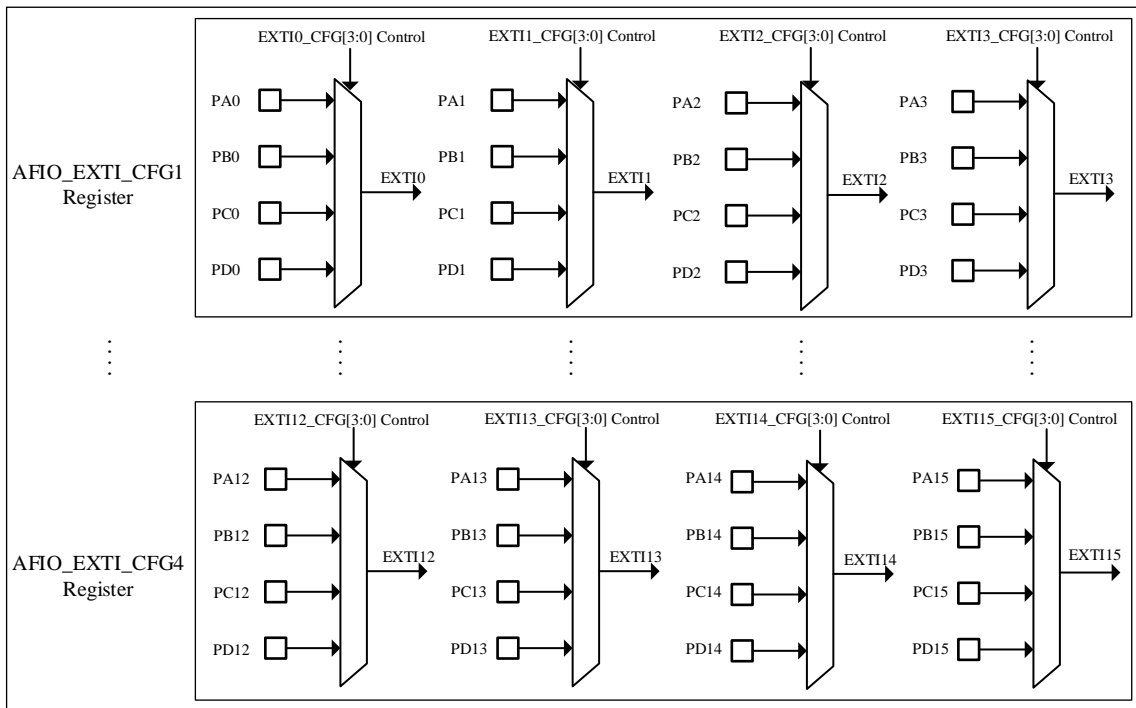 EXTI0_CFG[3:0] Control
EXTI1_CFG[3:0] Control
EXTI2_CFG[3:0] Control
EXTI3_CFG[3:0] Control
PA0
PA1
PA2
PA3
PB0
PB1
PB2
PB3
AFIO_EXTI_CFG1
Register
EXTI0
EXTI1
EXTI2
EXTI3
PC0
PC1
PC2
PC3
PD0
PD1
PD2
PD3
EXTI12_CFG[3:0] Control
EXTI13_CFG[3:0] Control
EXTI14_CFG[3:0] Control
EXTI15_CFG[3:0] Control
PA12
PA13
PA14
PA15
PB12
PB13
PB14
PB15
AFIO_EXTI_CFG4
Register
EXTI12
EXTI13
EXTI14
EXTI15
PC12
PC13
PC14
PC15
PD12
PD13
PD14
PD15